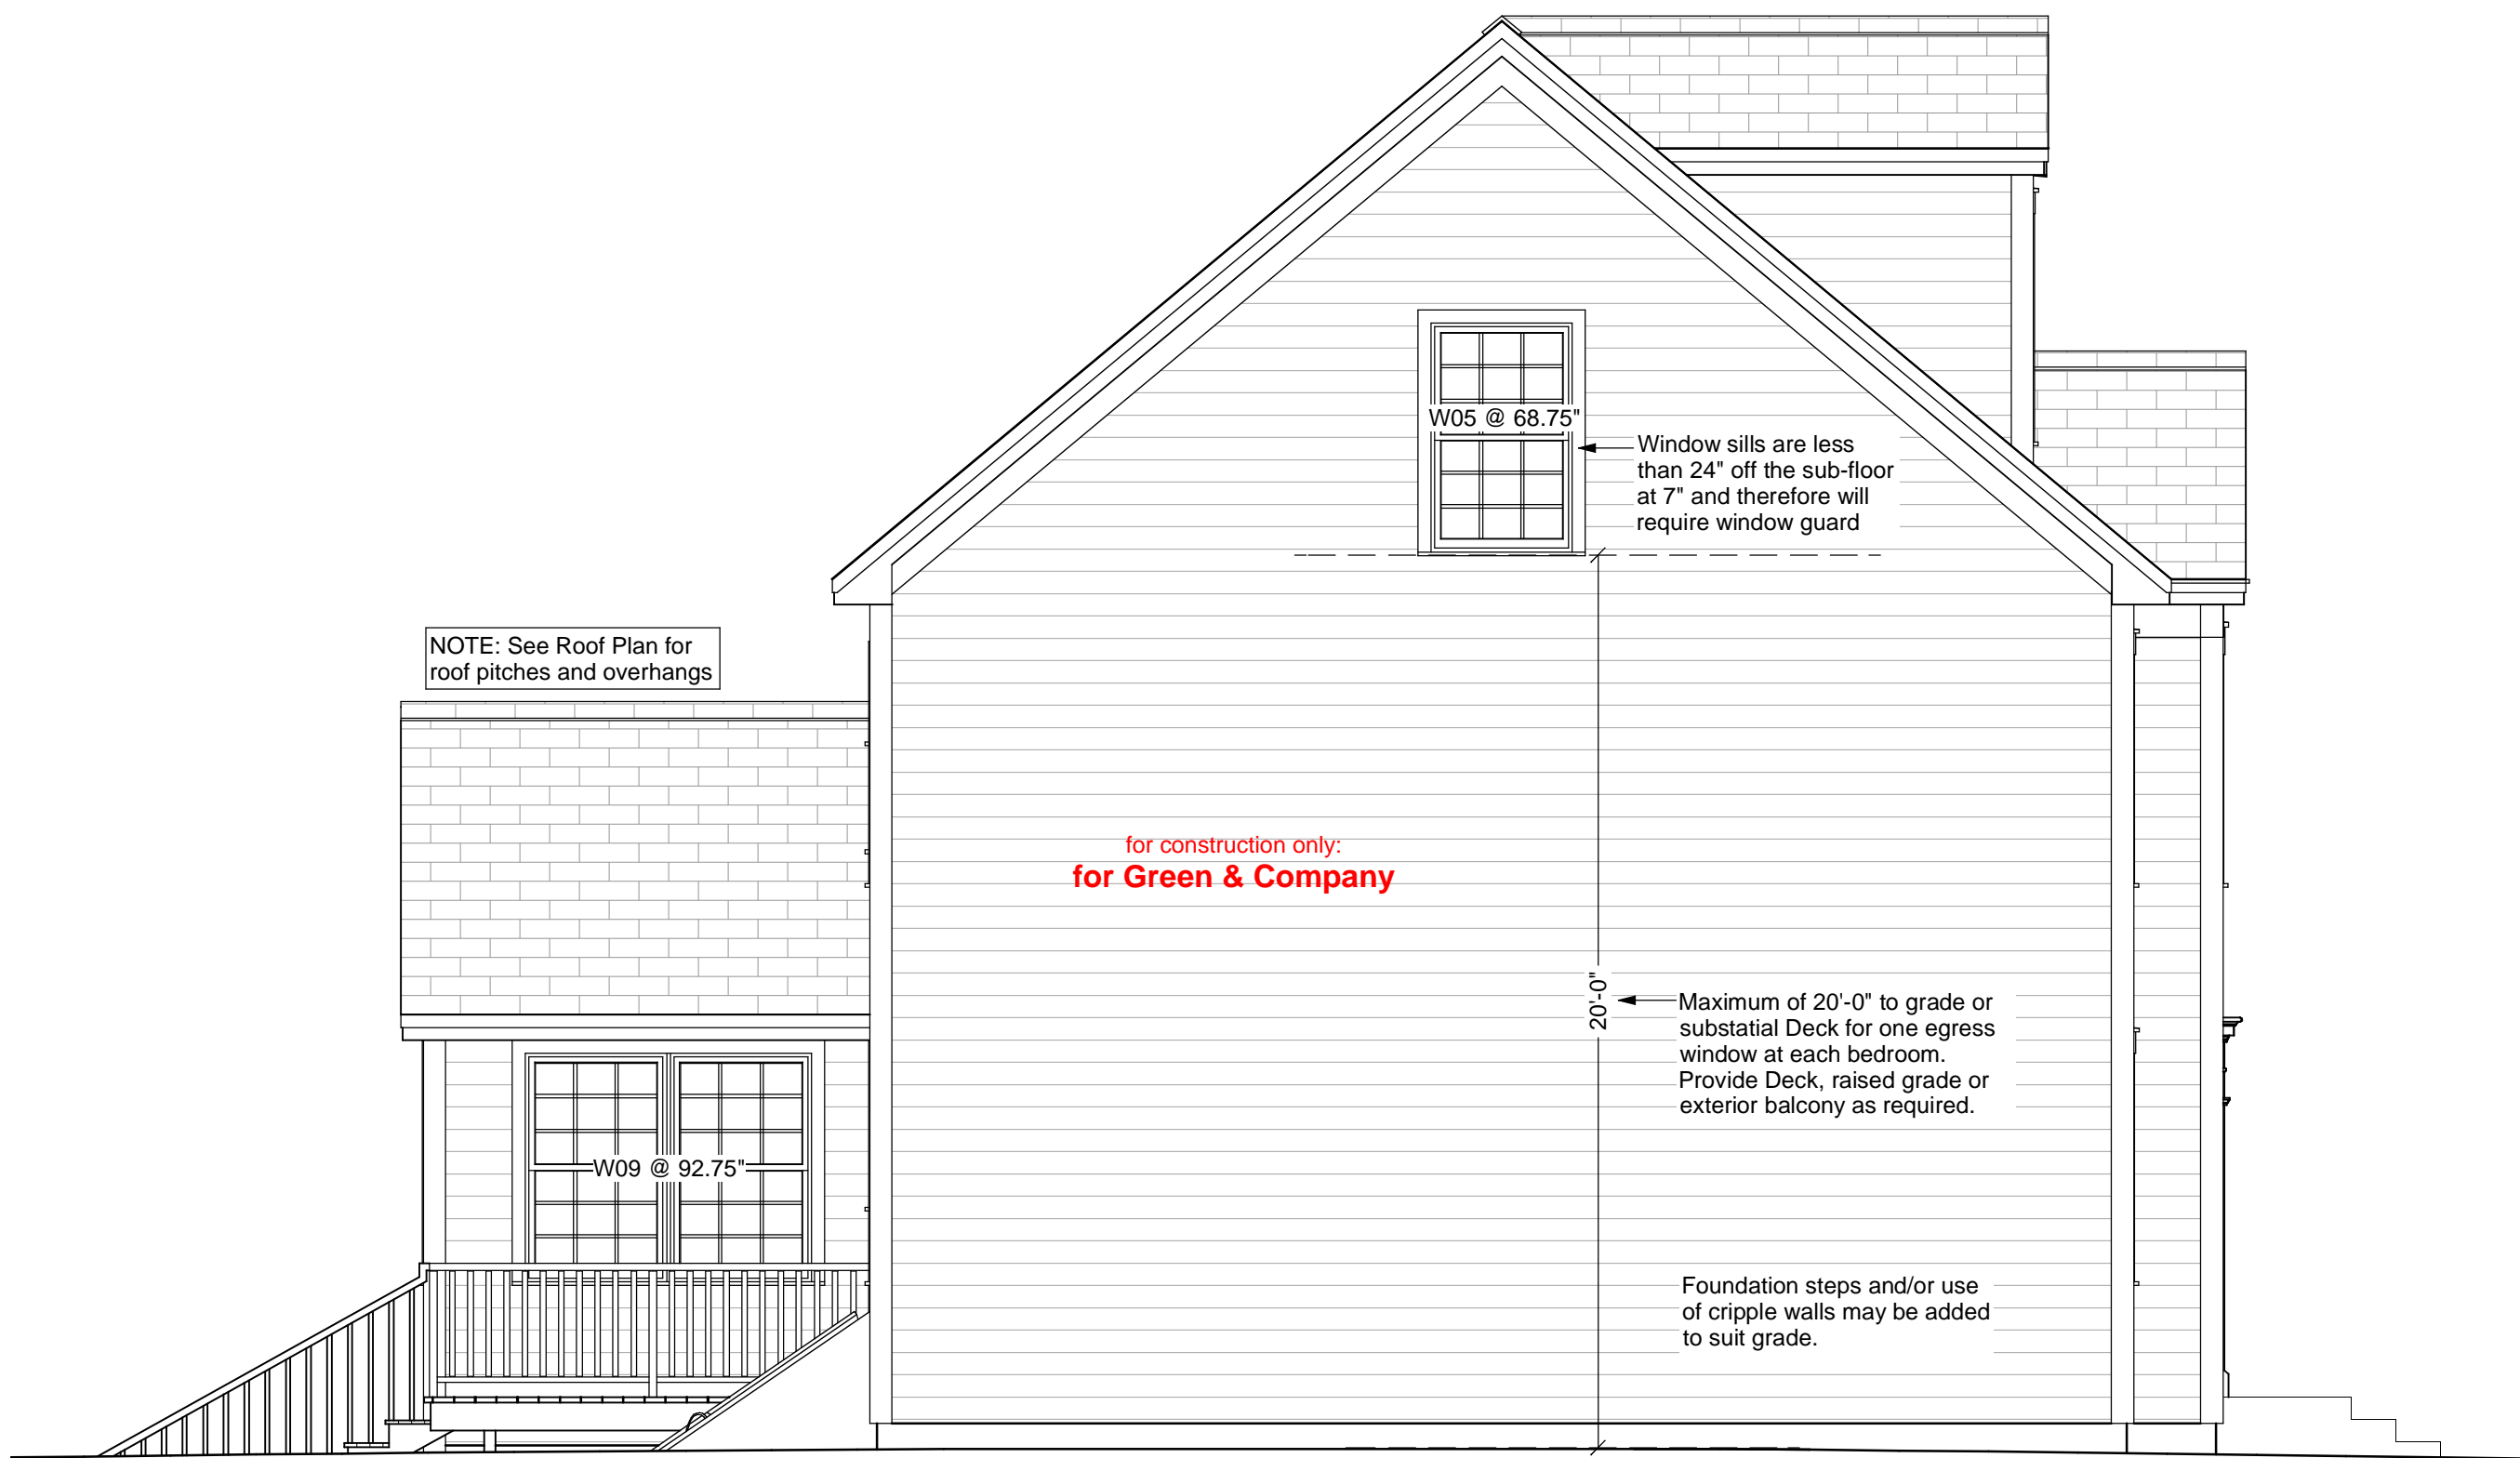 W05 @ 68.75"
Window sills are less
than 24" off the sub-floor
at 7" and therefore will
require window guard
NOTE: See Roof Plan for
roof pitches and overhangs
for construction only:
for Green & Company
20'-0"
Maximum of 20'-0" to grade or
substatial Deck for one egress
window at each bedroom.
Provide Deck, raised grade or
exterior balcony as required.
W09 @ 92.75"
Foundation steps and/or use
of cripple walls may be added
to suit grade.